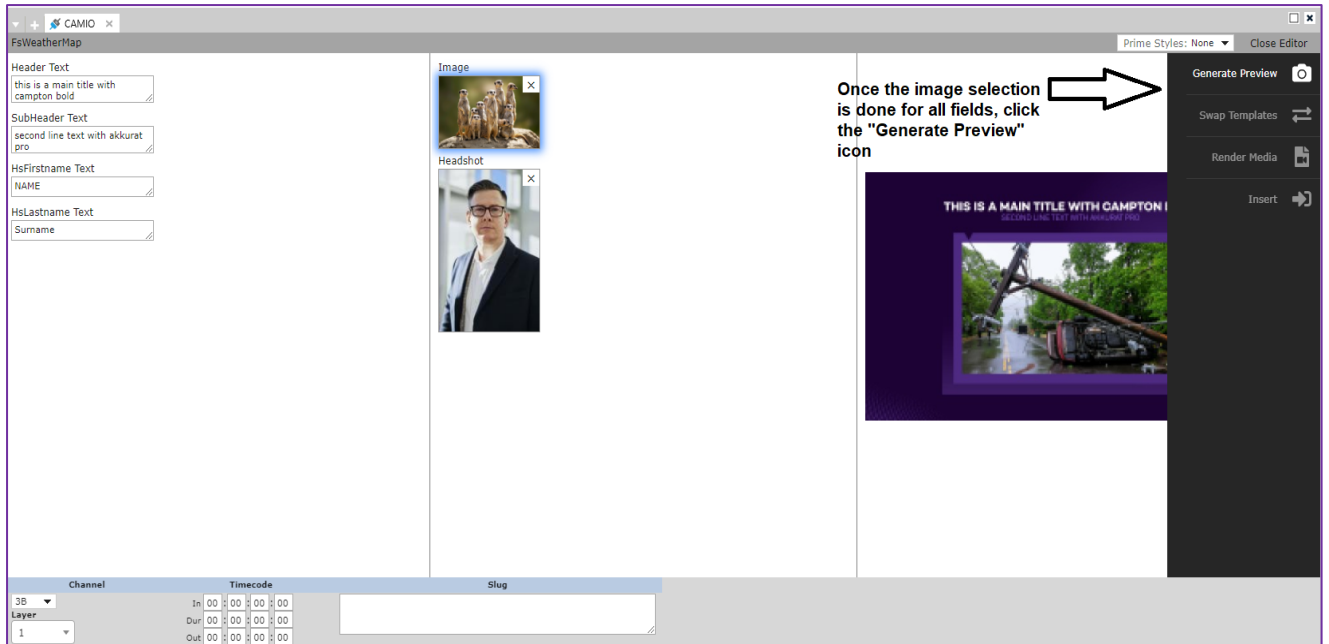 CAMIO ×
FsWeatherMap
Prime Styles: None
Close Editor
Header Text
this is a main title with
campton bold
SubHeader Text
second line text with akkurat
pro
HsFirstname Text
NAME
HsLastname Text
Surname
Image
×
Headshot
×
Once the image selection
is done for all fields, click
the "Generate Preview"
icon
THIS IS A MAIN TITLE WITH CAMPTON
SECOND LINE TEXT WITH AKKURAT PRO
Generate Preview
Swap Templates
Render Media
Insert
Channel
Timecode
Slug
3B
Layer
1
In 00 : 00 : 00 : 00
Dur 00 : 00 : 00 : 00
Out 00 : 00 : 00 : 00